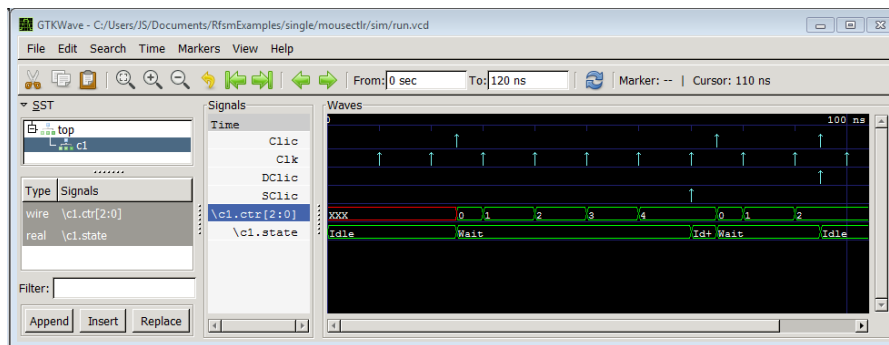 GTKWave - C:/Users/JS/Documents/RfsmExamples/single/mousectlr/sim/run.vcd
File Edit Search Time Markers View Help
From: 0 sec To: 120 ns Marker: -- | Cursor: 110 ns
SST
top
c1
Type Signals
wire \c1.ctr[2:0]
real \c1.state
Filter:
Append Insert Replace
Signals
Time
Clic
Clk
DClic
SClic
\c1.ctr[2:0]
\c1.state
Waves
0 100 ns
XXX 0 1 2 3 4 0 1 2
Idle Wait Id+ Wait Idle